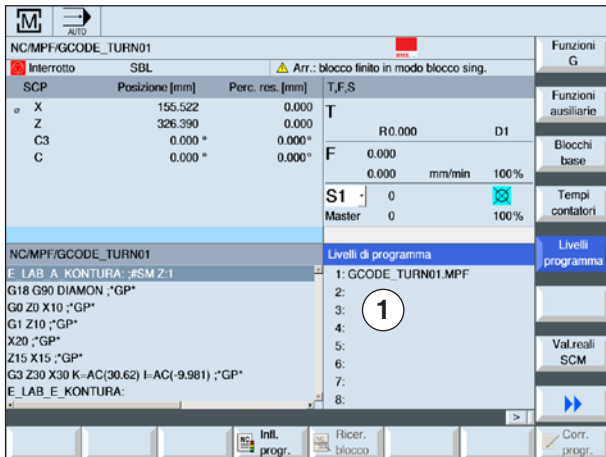 M AUTO
NC/MPF/GCODE_TURN01
Interrotto SBL Arr.: blocco finito in modo blocco sing.
SCP Posizione [mm] Perc. res. [mm] T,F,S
X 155.522 0.000
Z 326.390 0.000
C3 0.000 ° 0.000°
C 0.000 ° 0.000°
T
R0.000 D1
F 0.000
0.000 mm/min 100%
S1 0
Master 0 100%
NC/MPF/GCODE_TURN01
E_LAB_A_KONTURA: ;#SM Z:1
G18 G90 DIAMON ;*GP*
G0 Z0 X10 ;*GP*
G1 Z10 ;*GP*
X20 ;*GP*
Z15 X15 ;*GP*
G3 Z30 X30 K=AC(30.62) I=AC(-9.981) ;*GP*
E_LAB_E_KONTURA:
Livelli di programma
1: GCODE_TURN01.MPF
2:
3:
4:
5:
6:
7:
8:
1
>
Funzioni
G
Funzioni
ausiliarie
Blocchi
base
Tempi
contatori
Livelli
programma
Val.reali
SCM
NC Infl.
progr.
Ricer.
blocco
Corr.
progr.